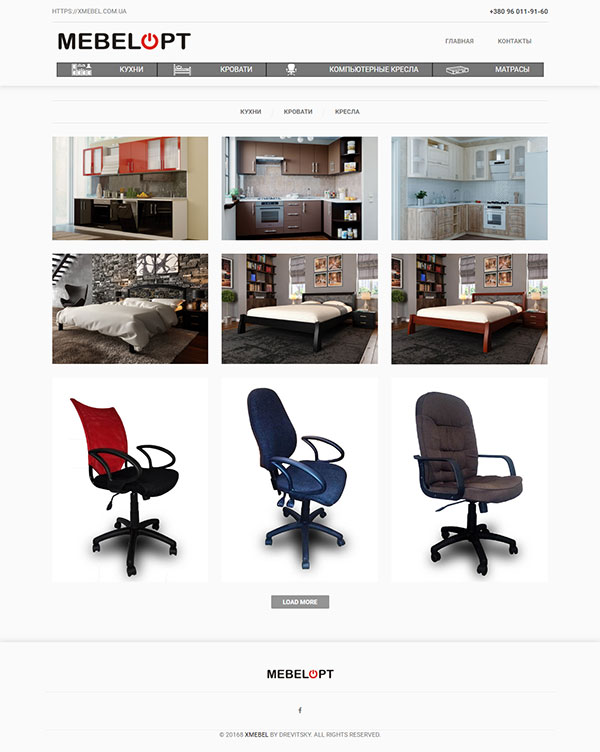 HTTPS://XMEBEL.COM.UA +380 96 011-91-60
MEBELOPT ГЛАВНАЯ КОНТАКТЫ
КУХНИ КРОВАТИ КОМПЬЮТЕРНЫЕ КРЕСЛА МАТРАСЫ
КУХНИ / КРОВАТИ / КРЕСЛА
LOAD MORE
MEBELOPT
© 20168 XMEBEL BY DREVITSKY. ALL RIGHTS RESERVED.